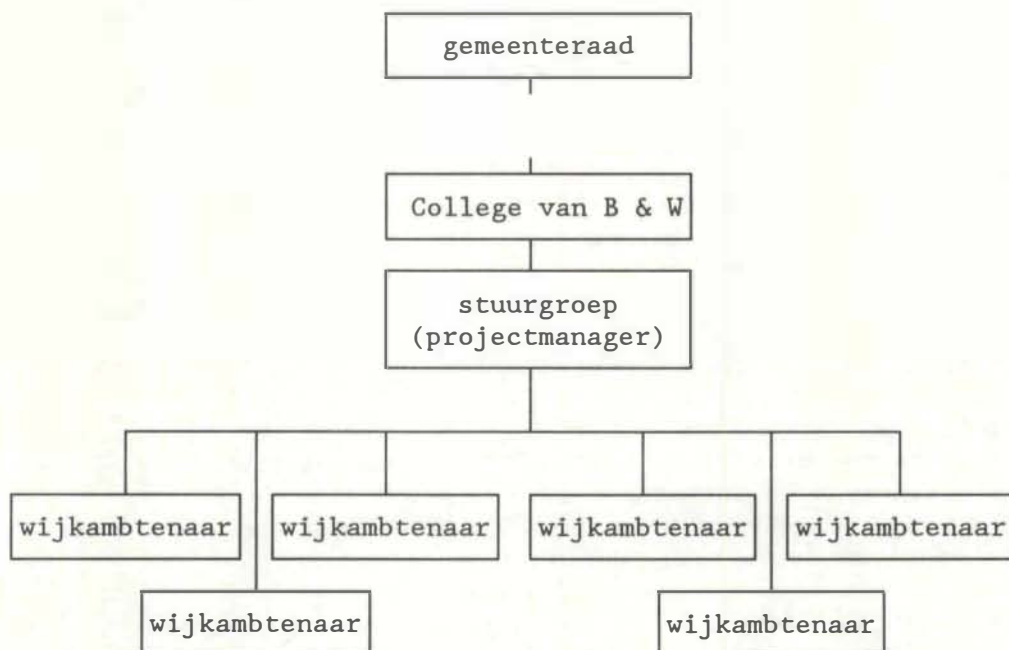 gemeenteraad
College van B & W
stuurgroep
(projectmanager)
wijkambtenaar wijkambtenaar wijkambtenaar wijkambtenaar
wijkambtenaar wijkambtenaar